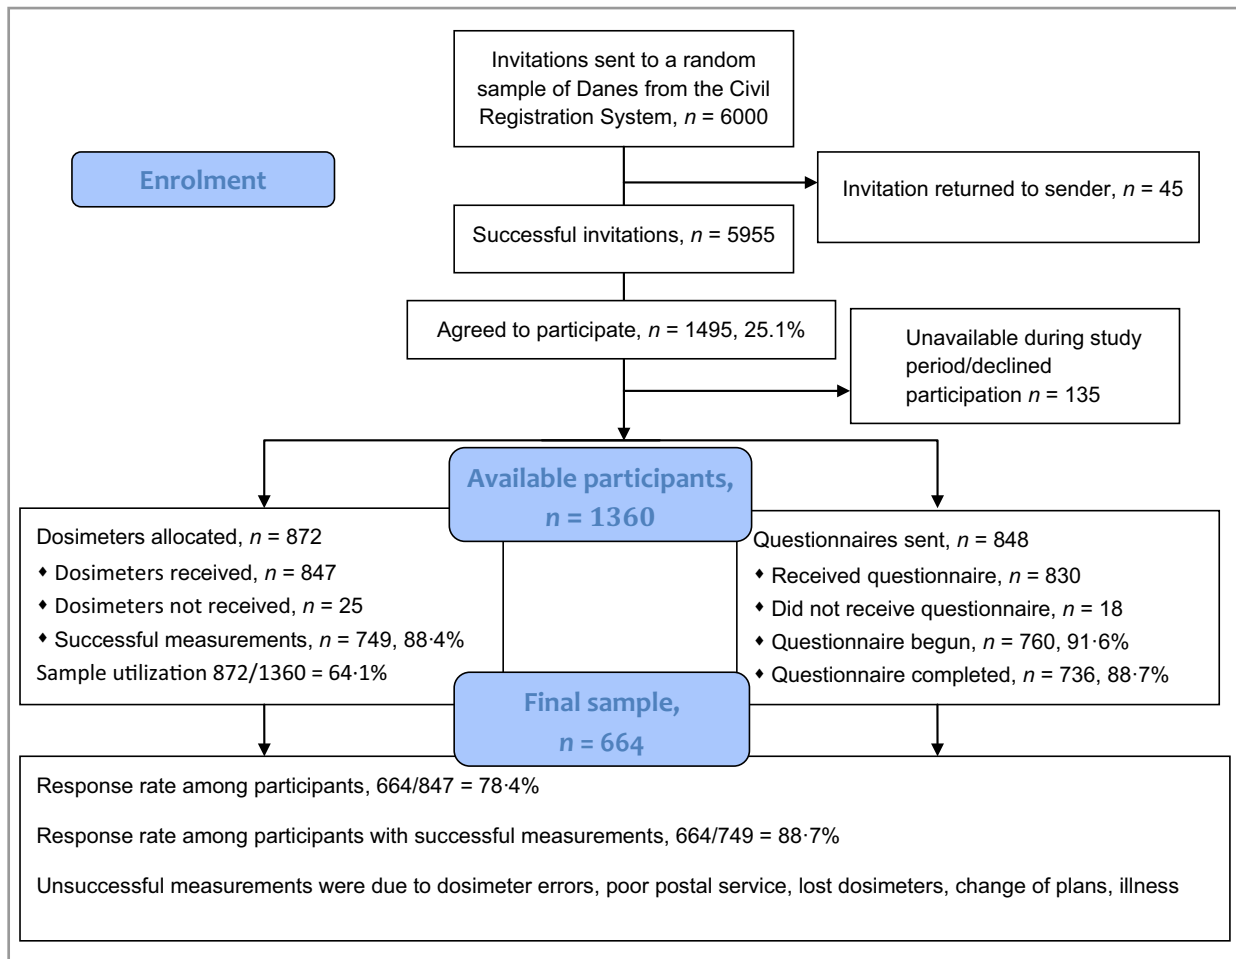 Invitations sent to a random
sample of Danes from the Civil
Registration System, n = 6000
Enrolment
Invitation returned to sender, n = 45
Successful invitations, n = 5955
Agreed to participate, n = 1495, 25.1%
Unavailable during study
period/declined
participation n = 135
Available participants,
n = 1360
Dosimeters allocated, n = 872
♦ Dosimeters received, n = 847
♦ Dosimeters not received, n = 25
♦ Successful measurements, n = 749, 88·4%
Sample utilization 872/1360 = 64·1%
Questionnaires sent, n = 848
♦ Received questionnaire, n = 830
♦ Did not receive questionnaire, n = 18
♦ Questionnaire begun, n = 760, 91·6%
♦ Questionnaire completed, n = 736, 88·7%
Final sample,
n = 664
Response rate among participants, 664/847 = 78·4%
Response rate among participants with successful measurements, 664/749 = 88·7%
Unsuccessful measurements were due to dosimeter errors, poor postal service, lost dosimeters, change of plans, illness